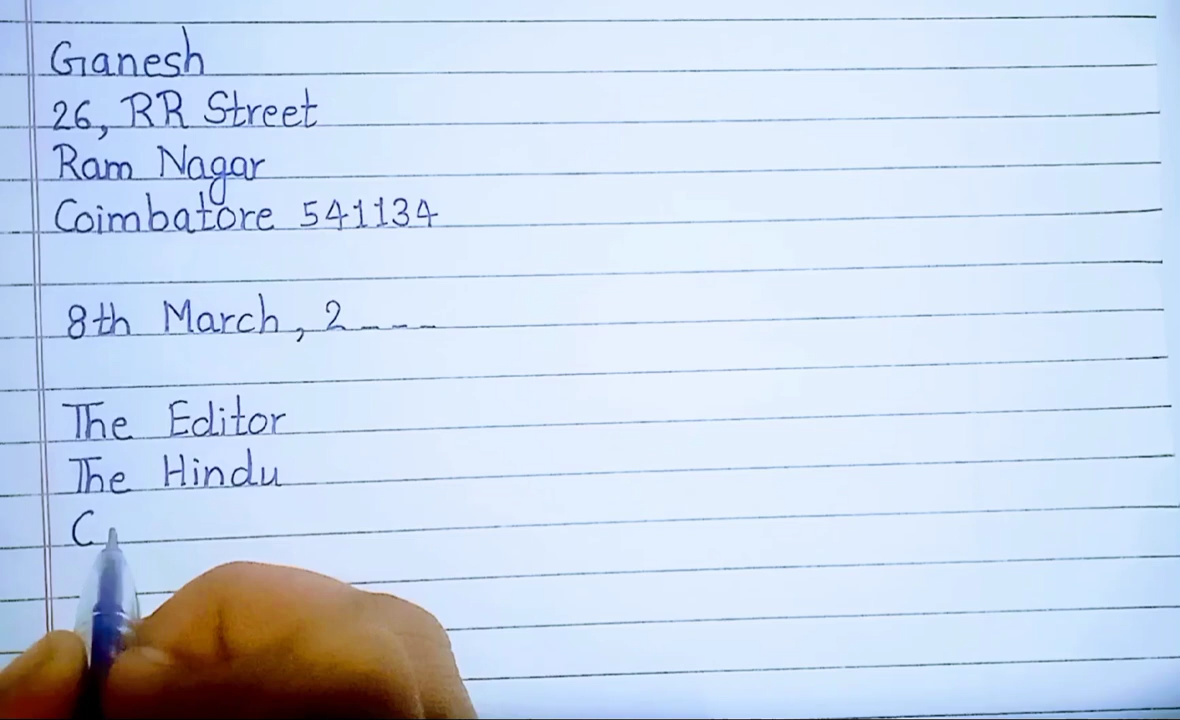 Ganesh
26, RR Street
Ram Nagar
Coimbatore 541134
8th March, 2---
The Editor
The Hindu
C